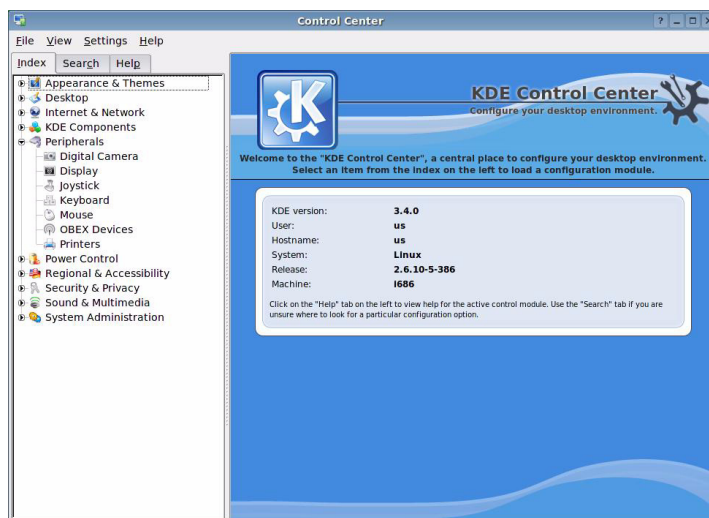 Control Center
File View Settings Help
Index Search Help
Appearance & Themes
Desktop
Internet & Network
KDE Components
Peripherals
Digital Camera
Display
Joystick
Keyboard
Mouse
OBEX Devices
Printers
Power Control
Regional & Accessibility
Security & Privacy
Sound & Multimedia
System Administration
KDE Control Center
Configure your desktop environment.
Welcome to the "KDE Control Center", a central place to configure your desktop environment.
Select an item from the index on the left to load a configuration module.
KDE version: 3.4.0
User: us
Hostname: us
System: Linux
Release: 2.6.10-5-386
Machine: i686
Click on the "Help" tab on the left to view help for the active control module. Use the "Search" tab if you are
unsure where to look for a particular configuration option.